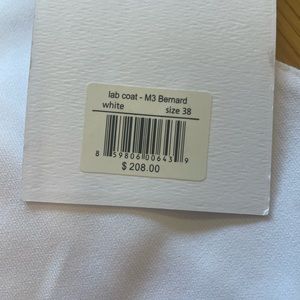 lab coat - M3 Bernard
white size 38
8 59806 00643 9
$ 208.00